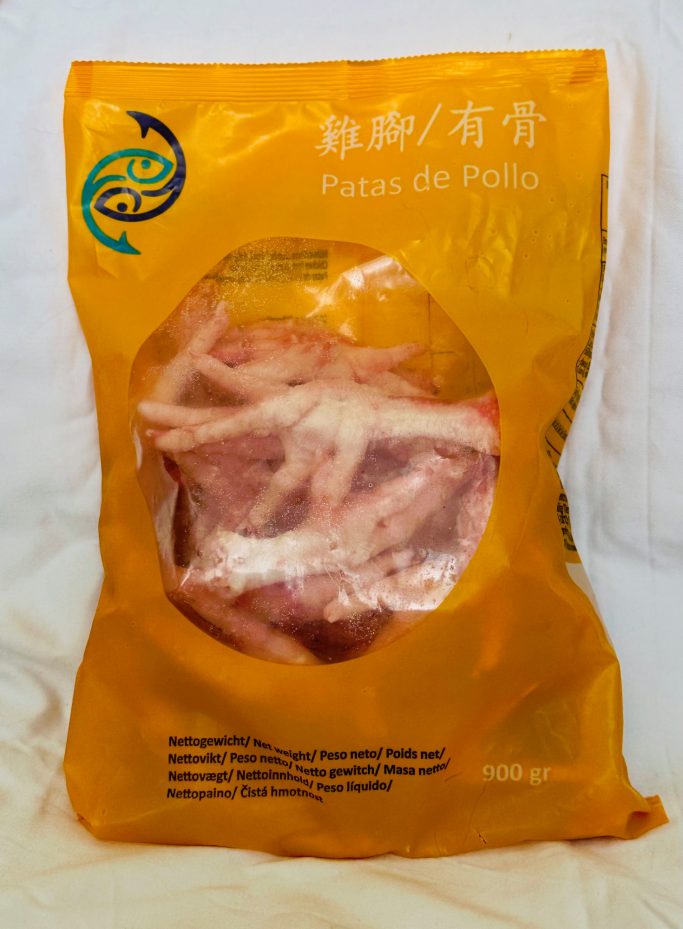 雞腳/有骨
Patas de Pollo
Nettogewicht/ Net weight/ Peso neto/ Poids net/
Nettovikt/ Peso netto/ Netto gewitch/ Masa netto/
Nettovægt/ Nettoinnhold/ Peso líquido/
Nettopaino/ Čistá hmotnost
900 gr